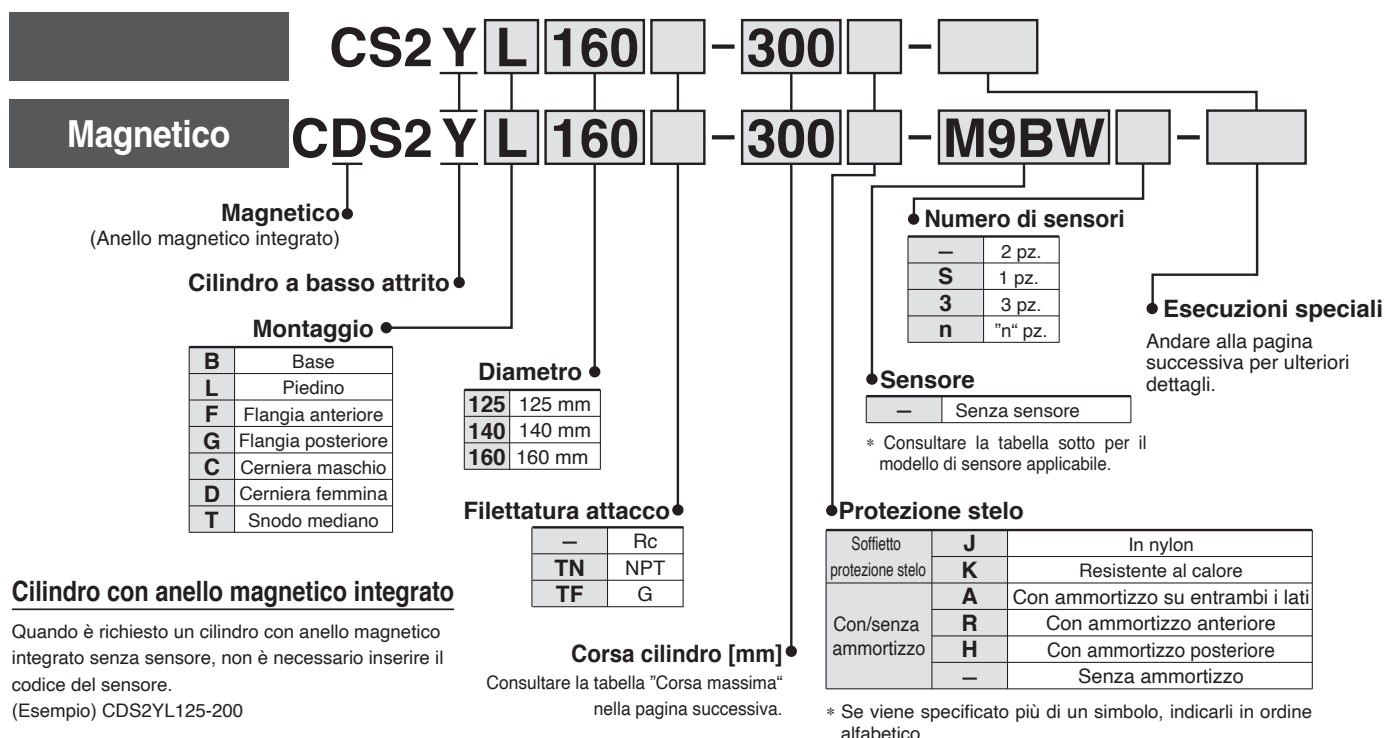 CS2 Y L 160 - 300 -
Magnetico CDS2 Y L 160 - 300 - M9BW -
Magnetico
(Anello magnetico integrato)
Cilindro a basso attrito
Montaggio
B Base
L Piedino
F Flangia anteriore
G Flangia posteriore
C Cerniera maschio
D Cerniera femmina
T Snodo mediano
Diametro
125 125 mm
140 140 mm
160 160 mm
Filettatura attacco
– Rc
TN NPT
TF G
Corsa cilindro [mm]
Consultare la tabella "Corsa massima“
nella pagina successiva.
Cilindro con anello magnetico integrato
Quando è richiesto un cilindro con anello magnetico
integrato senza sensore, non è necessario inserire il
codice del sensore.
(Esempio) CDS2YL125-200
Numero di sensori
– 2 pz.
S 1 pz.
3 3 pz.
n "n“ pz.
Esecuzioni speciali
Andare alla pagina
successiva per ulteriori
dettagli.
Sensore
– Senza sensore
* Consultare la tabella sotto per il
modello di sensore applicabile.
Protezione stelo
Soffietto
protezione stelo
J In nylon
K Resistente al calore
Con/senza
ammortizzo
A Con ammortizzo su entrambi i lati
R Con ammortizzo anteriore
H Con ammortizzo posteriore
– Senza ammortizzo
* Se viene specificato più di un simbolo, indicarli in ordine
alfabetico